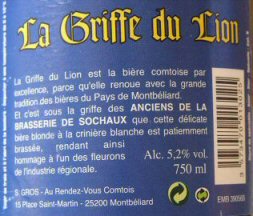 La Griffe du Lion
La Griffe du Lion est la bière comtoise par
excellence, parce qu'elle renoue avec la grande
tradition des bières du Pays de Montbéliard.
Et c'est sous la griffe des ANCIENS DE LA
BRASSERIE DE SOCHAUX que cette délicate
bière blonde à la crinière blanche est patiemment
brassée, rendant ainsi
hommage à l'un des fleurons
de l'industrie régionale.
Alc. 5,2% vol.
750 ml
S. GROS - Au Rendez-Vous Comtois
15 Place Saint-Martin - 25200 Montbéliard
EMB 390560